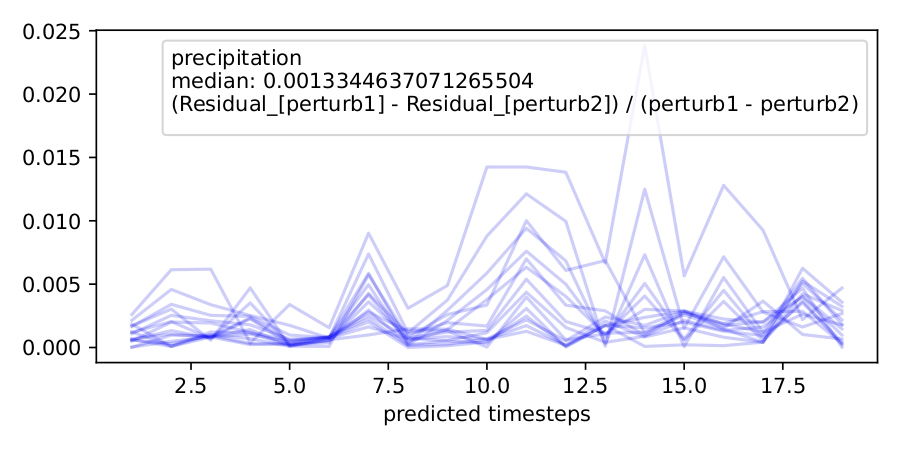 0.025
0.020
0.015
0.010
0.005
0.000
precipitation
median: 0.0013344637071265504
(Residual_[perturb1] - Residual_[perturb2]) / (perturb1 - perturb2)
2.5 5.0 7.5 10.0 12.5 15.0 17.5
predicted timesteps